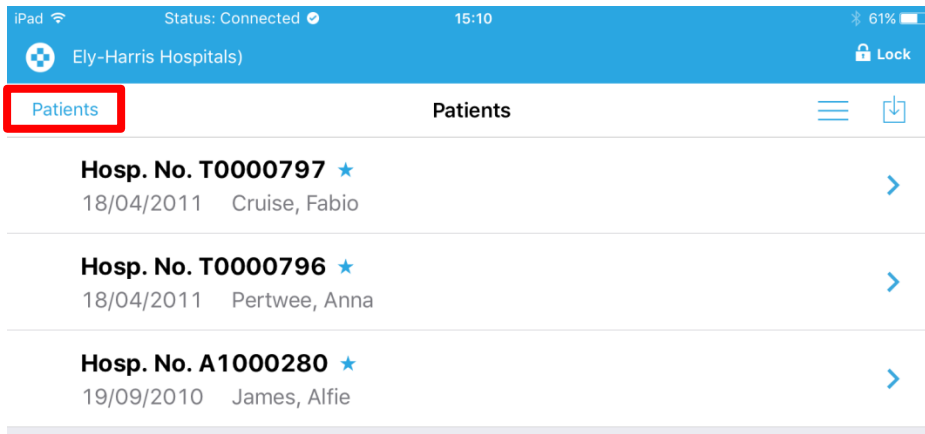 iPad Status: Connected 15:10 61%
Ely-Harris Hospitals) Lock
Patients Patients
Hosp. No. T0000797
18/04/2011 Cruise, Fabio
Hosp. No. T0000796
18/04/2011 Pertwee, Anna
Hosp. No. A1000280
19/09/2010 James, Alfie